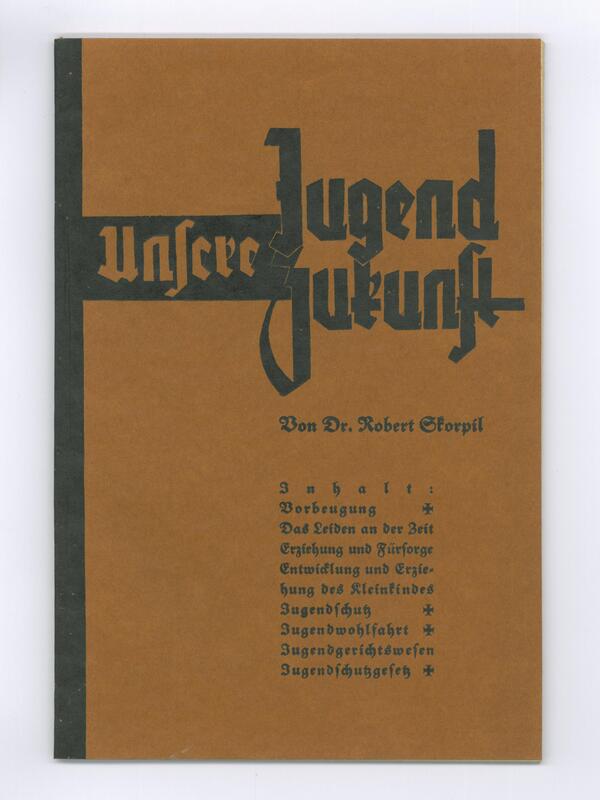 Unsere
Jugend
Zukunft
Von Dr. Robert Skorpil
Inhalt:
Vorbeugung ✠
Das Leiden an der Zeit
Erziehung und Fürsorge
Entwicklung und Erzie-
hung des Kleinkindes
Jugendschutz ✠
Jugendwohlfahrt ✠
Jugendgerichtswesen
Jugendschutzgesetz ✠